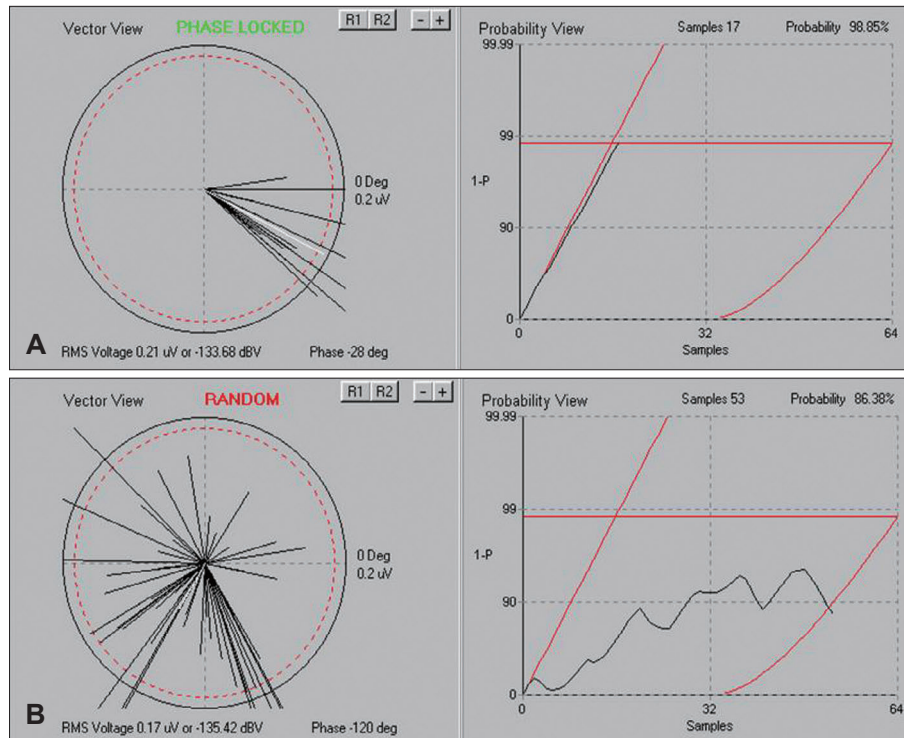 Vector View PHASE LOCKED R1 R2 - +
0 Deg
0.2 uV
RMS Voltage 0.21 uV or -133.68 dBV Phase -28 deg
A
Probability View Samples 17 Probability 98.85%
99.99
99
1-P
90
0
0 32 64
Samples
Vector View RANDOM R1 R2 - +
0 Deg
0.2 uV
RMS Voltage 0.17 uV or -135.42 dBV Phase -120 deg
B
Probability View Samples 53 Probability 86.38%
99.99
99
1-P
90
0
0 32 64
Samples